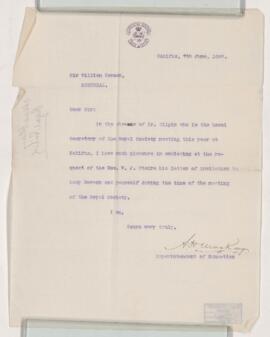 Halifax, 7th June, 1897.
Sir William Dawson,
MONTREAL.
Dear Sir:
In the absence of Dr. Gilpin who is the Local
Secretary of the Royal Society meeting this year at
Halifax, I have much pleasure in enclosing at the re-
quest of the Hon. W. S. his letter of invitation to
Lady Dawson and yourself during the time of the meeting
of the Royal Society.
I am,
Yours very truly,
A. H. MacKay
Superintendent of Education